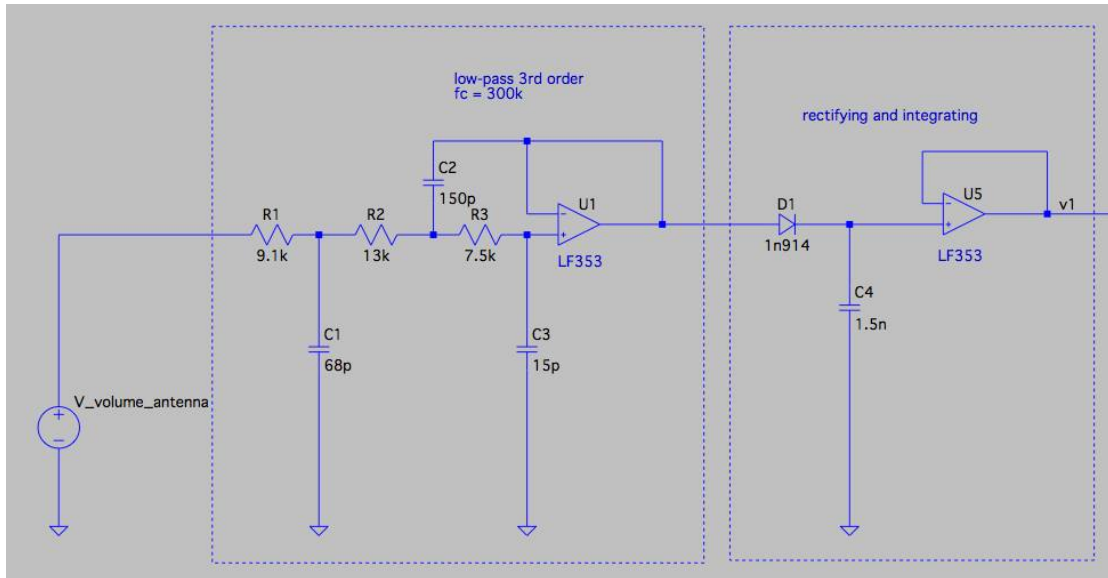 low-pass 3rd order
fc = 300k
rectifying and integrating
C2
150p
R1
9.1k
R2
13k
R3
7.5k
U1
−
+
LF353
D1
1n914
U5
−
+
LF353
v1
C1
68p
C3
15p
C4
1.5n
V_volume_antenna
+
−